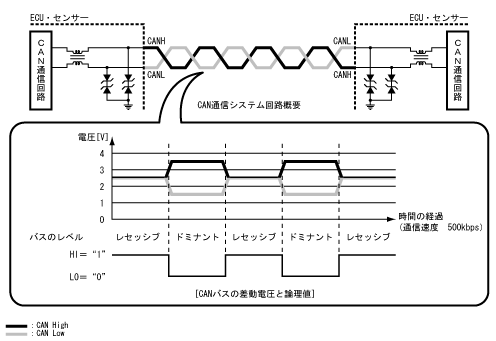 ECU・センサー
ECU・センサー
CAN通信回路
CANH
CANL
CANL
CANH
CAN通信回路
CAN通信システム回路概要
電圧[V]
4
3
2
1
0
時間の経過
(通信速度 500kbps)
バスのレベル
レセッシブ
ドミナント
レセッシブ
ドミナント
レセッシブ
HI= “1”
LO= “0”
[CANバスの差動電圧と論理値]
: CAN High
: CAN Low